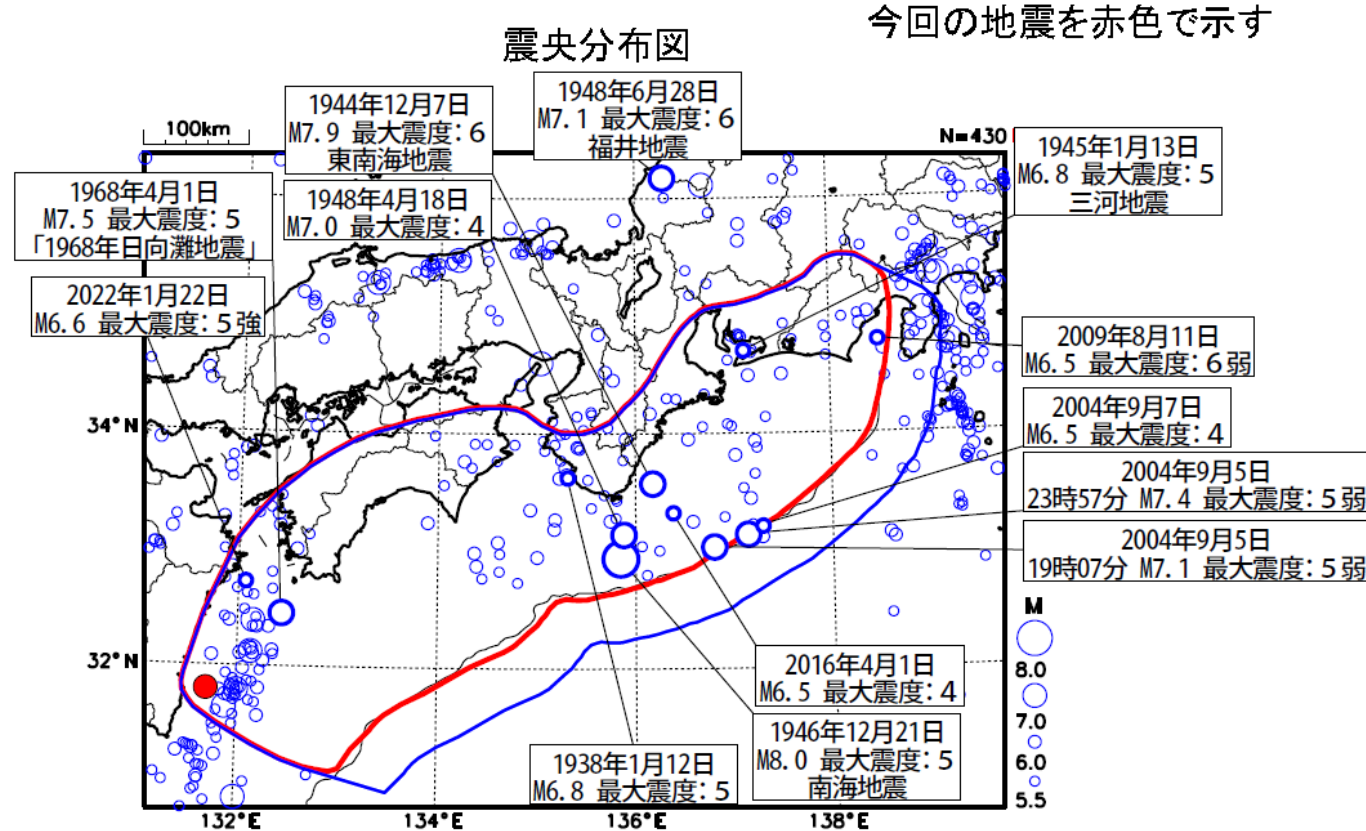 今回の地震を赤色で示す
震央分布図
1944年12月7日
M7.9 最大震度：6
東南海地震
1948年6月28日
M7.1 最大震度：6
福井地震
100km
N=430
1945年1月13日
M6.8 最大震度：5
三河地震
1968年4月1日
M7.5 最大震度：5
「1968年日向灘地震」
1948年4月18日
M7.0 最大震度：4
2022年1月22日
M6.6 最大震度：5強
2009年8月11日
M6.5 最大震度：6弱
2004年9月7日
M6.5 最大震度：4
34°N
2004年9月5日
23時57分 M7.4 最大震度：5弱
2004年9月5日
19時07分 M7.1 最大震度：5弱
32°N
2016年4月1日
M6.5 最大震度：4
1946年12月21日
M8.0 最大震度：5
南海地震
1938年1月12日
M6.8 最大震度：5
M
8.0
7.0
6.0
5.5
132°E
134°E
136°E
138°E